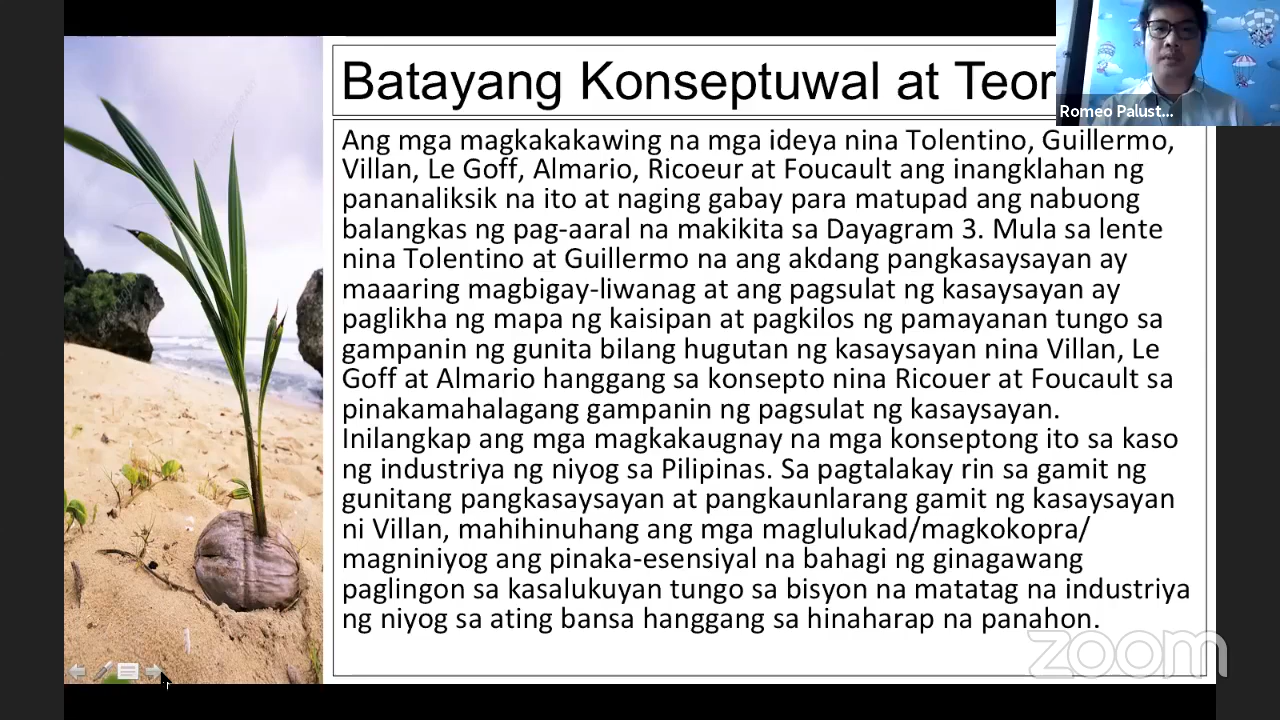 Batayang Konseptuwal at Teor
Romeo Palust...
Ang mga magkakakawing na mga ideya nina Tolentino, Guillermo,
Villan, Le Goff, Almario, Ricoeur at Foucault ang inangklahan ng
pananaliksik na ito at naging gabay para matupad ang nabuong
balangkas ng pag-aaral na makikita sa Dayagram 3. Mula sa lente
nina Tolentino at Guillermo na ang akdang pangkasaysayan ay
maaaring magbigay-liwanag at ang pagsulat ng kasaysayan ay
paglikha ng mapa ng kaisipan at pagkilos ng pamayanan tungo sa
gampanin ng gunita bilang hugutan ng kasaysayan nina Villan, Le
Goff at Almario hanggang sa konsepto nina Ricouer at Foucault sa
pinakamahalagang gampanin ng pagsulat ng kasaysayan.
Inilangkap ang mga magkakaugnay na mga konseptong ito sa kaso
ng industriya ng niyog sa Pilipinas. Sa pagtalakay rin sa gamit ng
gunitang pangkasaysayan at pangkaunlarang gamit ng kasaysayan
ni Villan, mahihinuhang ang mga maglulukad/magkokopra/
magniniyog ang pinaka-esensiyal na bahagi ng ginagawang
paglingon sa kasalukuyan tungo sa bisyon na matatag na industriya
ng niyog sa ating bansa hanggang sa hinaharap na panahon.
zoom